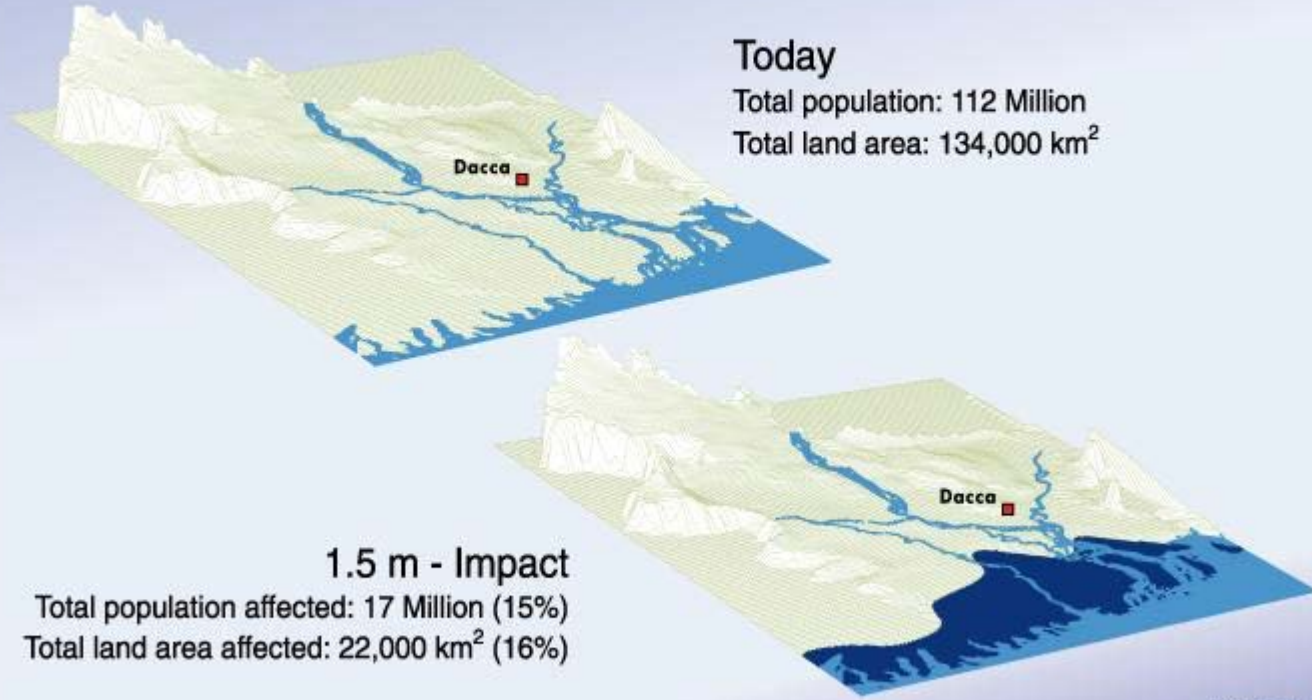 Today
Total population: 112 Million
Total land area: 134,000 km²
Dacca
Dacca
1.5 m - Impact
Total population affected: 17 Million (15%)
Total land area affected: 22,000 km² (16%)